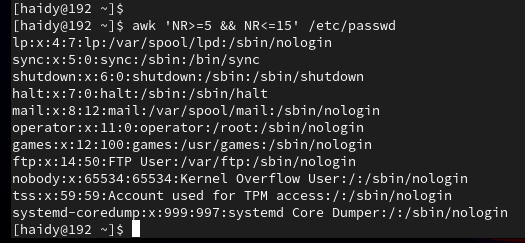 [haidy@192 ~]$
[haidy@192 ~]$ awk 'NR>=5 && NR<=15' /etc/passwd
lp:x:4:7:lp:/var/spool/lpd:/sbin/nologin
sync:x:5:0:sync:/sbin:/bin/sync
shutdown:x:6:0:shutdown:/sbin:/sbin/shutdown
halt:x:7:0:halt:/sbin:/sbin/halt
mail:x:8:12:mail:/var/spool/mail:/sbin/nologin
operator:x:11:0:operator:/root:/sbin/nologin
games:x:12:100:games:/usr/games:/sbin/nologin
ftp:x:14:50:FTP User:/var/ftp:/sbin/nologin
nobody:x:65534:65534:Kernel Overflow User:/:/sbin/nologin
tss:x:59:59:Account used for TPM access:/:/sbin/nologin
systemd-coredump:x:999:997:systemd Core Dumper:/:/sbin/nologin
[haidy@192 ~]$